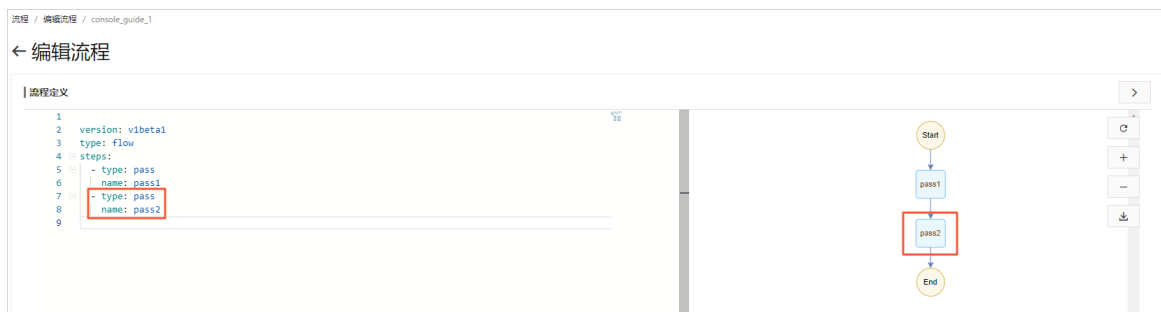 流程 / 编辑流程 / console_guide_1
← 编辑流程
流程定义
1
2 version: v1beta1
3 type: flow
4 steps:
5 - type: pass
6 name: pass1
7 - type: pass
8 name: pass2
9
Start
pass1
pass2
End